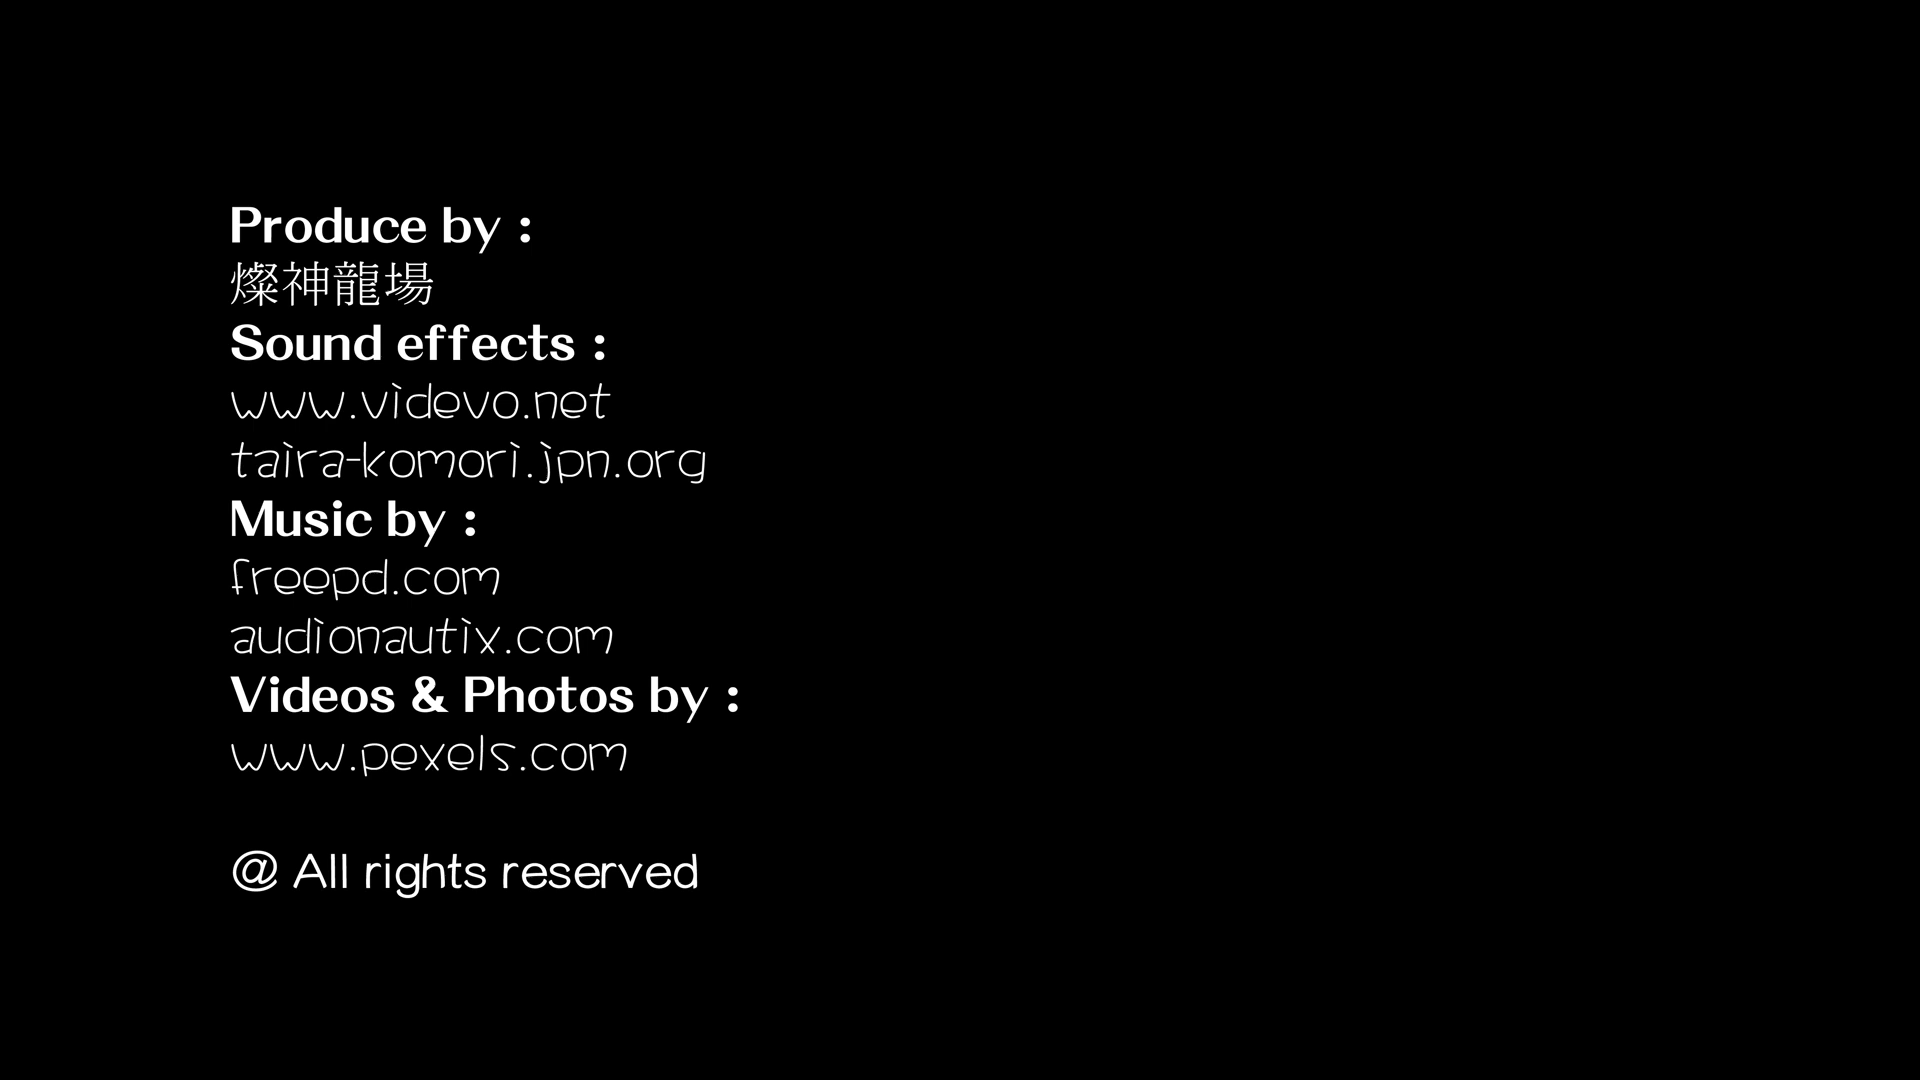 Produce by :
燦神龍場
Sound effects :
www.videvo.net
taira-komori.jpn.org
Music by :
freepd.com
audionautix.com
Videos & Photos by :
www.pexels.com
@ All rights reserved